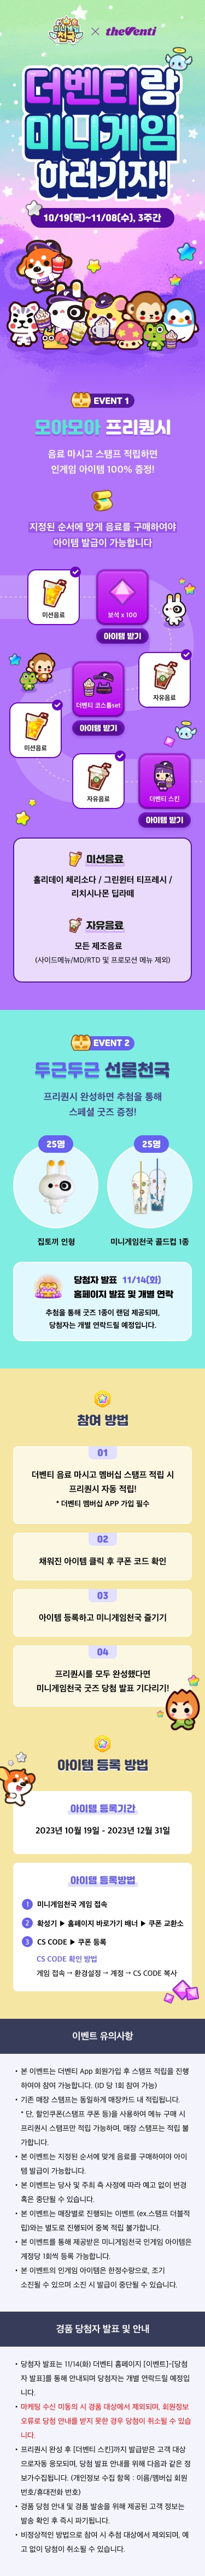 미니게임천국 × theVenti
더벤티랑
미니게임
하러가자!
10/19(목)~11/08(수), 3주간
EVENT 1
모아모아 프리퀀시
음료 마시고 스탬프 적립하면
인게임 아이템 100% 증정!
지정된 순서에 맞게 음료를 구매하여야
아이템 발급이 가능합니다
미션음료
보석 x 100
아이템 받기
자유음료
더벤티 코스튬set
아이템 받기
미션음료
자유음료
더벤티 스킨
아이템 받기
미션음료
홀리데이 체리소다 / 그린윈터 티프레시 /
리치시나몬 딥라떼
자유음료
모든 제조음료
(사이드메뉴/MD/RTD 및 프로모션 메뉴 제외)
EVENT 2
두근두근 선물천국
프리퀀시 완성하면 추첨을 통해
스페셜 굿즈 증정!
25명
25명
집토끼 인형
미니게임천국 콜드컵 1종
당첨자 발표 11/14(화)
홈페이지 발표 및 개별 연락
추첨을 통해 굿즈 1종이 랜덤 제공되며,
당첨자는 개별 연락드릴 예정입니다.
참여 방법
01
더벤티 음료 마시고 멤버십 스탬프 적립 시
프리퀀시 자동 적립!
* 더벤티 멤버십 APP 가입 필수
02
채워진 아이템 클릭 후 쿠폰 코드 확인
03
아이템 등록하고 미니게임천국 즐기기
04
프리퀀시를 모두 완성했다면
미니게임천국 굿즈 당첨 발표 기다리기!
아이템 등록 방법
아이템 등록기간
2023년 10월 19일 - 2023년 12월 31일
아이템 등록방법
1 미니게임천국 게임 접속
2 확성기 ▶ 홈페이지 바로가기 배너 ▶ 쿠폰 교환소
3 CS CODE ▶ 쿠폰 등록
CS CODE 확인 방법
게임 접속 → 환경설정 → 계정 → CS CODE 복사
이벤트 유의사항
• 본 이벤트는 더벤티 App 회원가입 후 스탬프 적립을 진행
하여야 참여 가능합니다. (ID 당 1회 참여 가능)
• 기존 매장 스탬프는 동일하게 매장카드 내 적립됩니다.
* 단, 할인쿠폰(스탬프 쿠폰 등)을 사용하여 메뉴 구매 시
프리퀀시 스탬프만 적립 가능하며, 매장 스탬프는 적립 불
가합니다.
• 본 이벤트는 지정된 순서에 맞게 음료를 구매하여야 아이
템 발급이 가능합니다.
• 본 이벤트는 당사 및 주최 측 사정에 따라 예고 없이 변경
혹은 중단될 수 있습니다.
• 본 이벤트는 매장별로 진행되는 이벤트 (ex.스탬프 더블적
립)와는 별도로 진행되어 중복 적립 불가합니다.
• 본 이벤트를 통해 제공받은 미니게임천국 인게임 아이템은
계정당 1회씩 등록 가능합니다.
• 본 이벤트의 인게임 아이템은 한정수량으로, 조기
소진될 수 있으며 소진 시 발급이 중단될 수 있습니다.
경품 당첨자 발표 및 안내
• 당첨자 발표는 11/14(화) 더벤티 홈페이지 [이벤트]-[당첨
자 발표]를 통해 안내되며 당첨자는 개별 연락드릴 예정입
니다.
• 마케팅 수신 미동의 시 경품 대상에서 제외되며, 회원정보
오류로 당첨 안내를 받지 못한 경우 당첨이 취소될 수 있습
니다.
• 프리퀀시 완성 후 [더벤티 스킨]까지 발급받은 고객 대상
으로자동 응모되며, 당첨 발표 안내를 위해 다음과 같은 정
보가수집됩니다. (개인정보 수집 항목 : 이름/멤버십 회원
번호/휴대전화 번호)
• 경품 당첨 안내 및 경품 발송을 위해 제공된 고객 정보는
발송 확인 후 즉시 파기됩니다.
• 비정상적인 방법으로 참여 시 추첨 대상에서 제외되며, 예
고 없이 당첨이 취소될 수 있습니다.